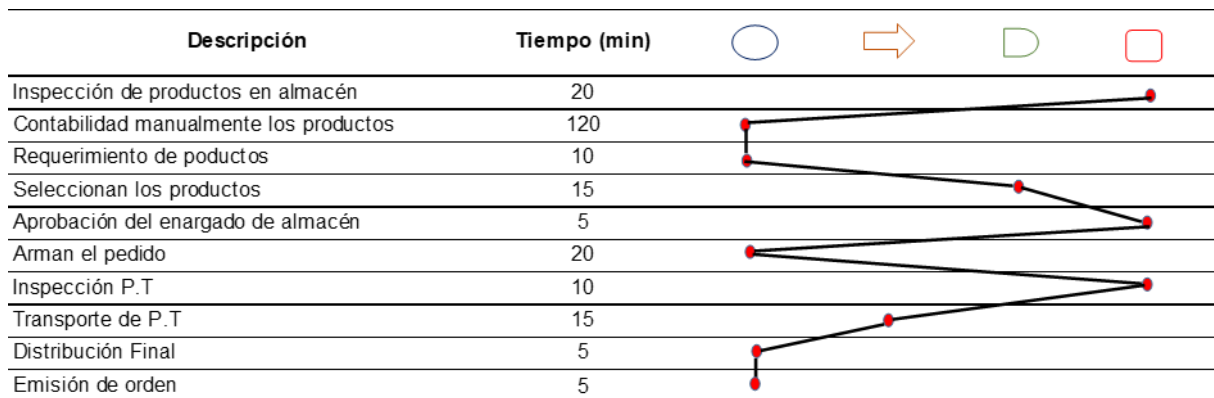 Descripción Tiempo (min)
Inspección de productos en almacén 20
Contabilidad manualmente los productos 120
Requerimiento de poductos 10
Seleccionan los productos 15
Aprobación del enargado de almacén 5
Arman el pedido 20
Inspección P.T 10
Transporte de P.T 15
Distribución Final 5
Emisión de orden 5